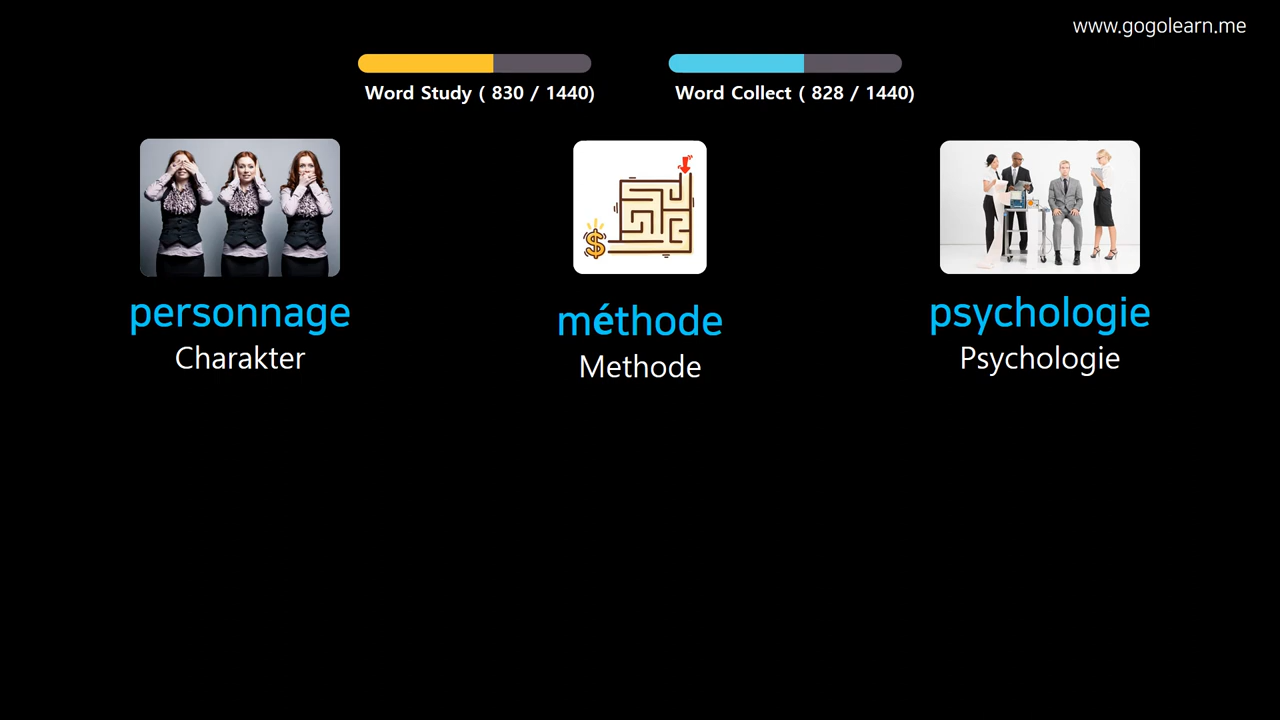 www.gogolearn.me
Word Study ( 830 / 1440)
Word Collect ( 828 / 1440)
personnage
Charakter
méthode
Methode
psychologie
Psychologie